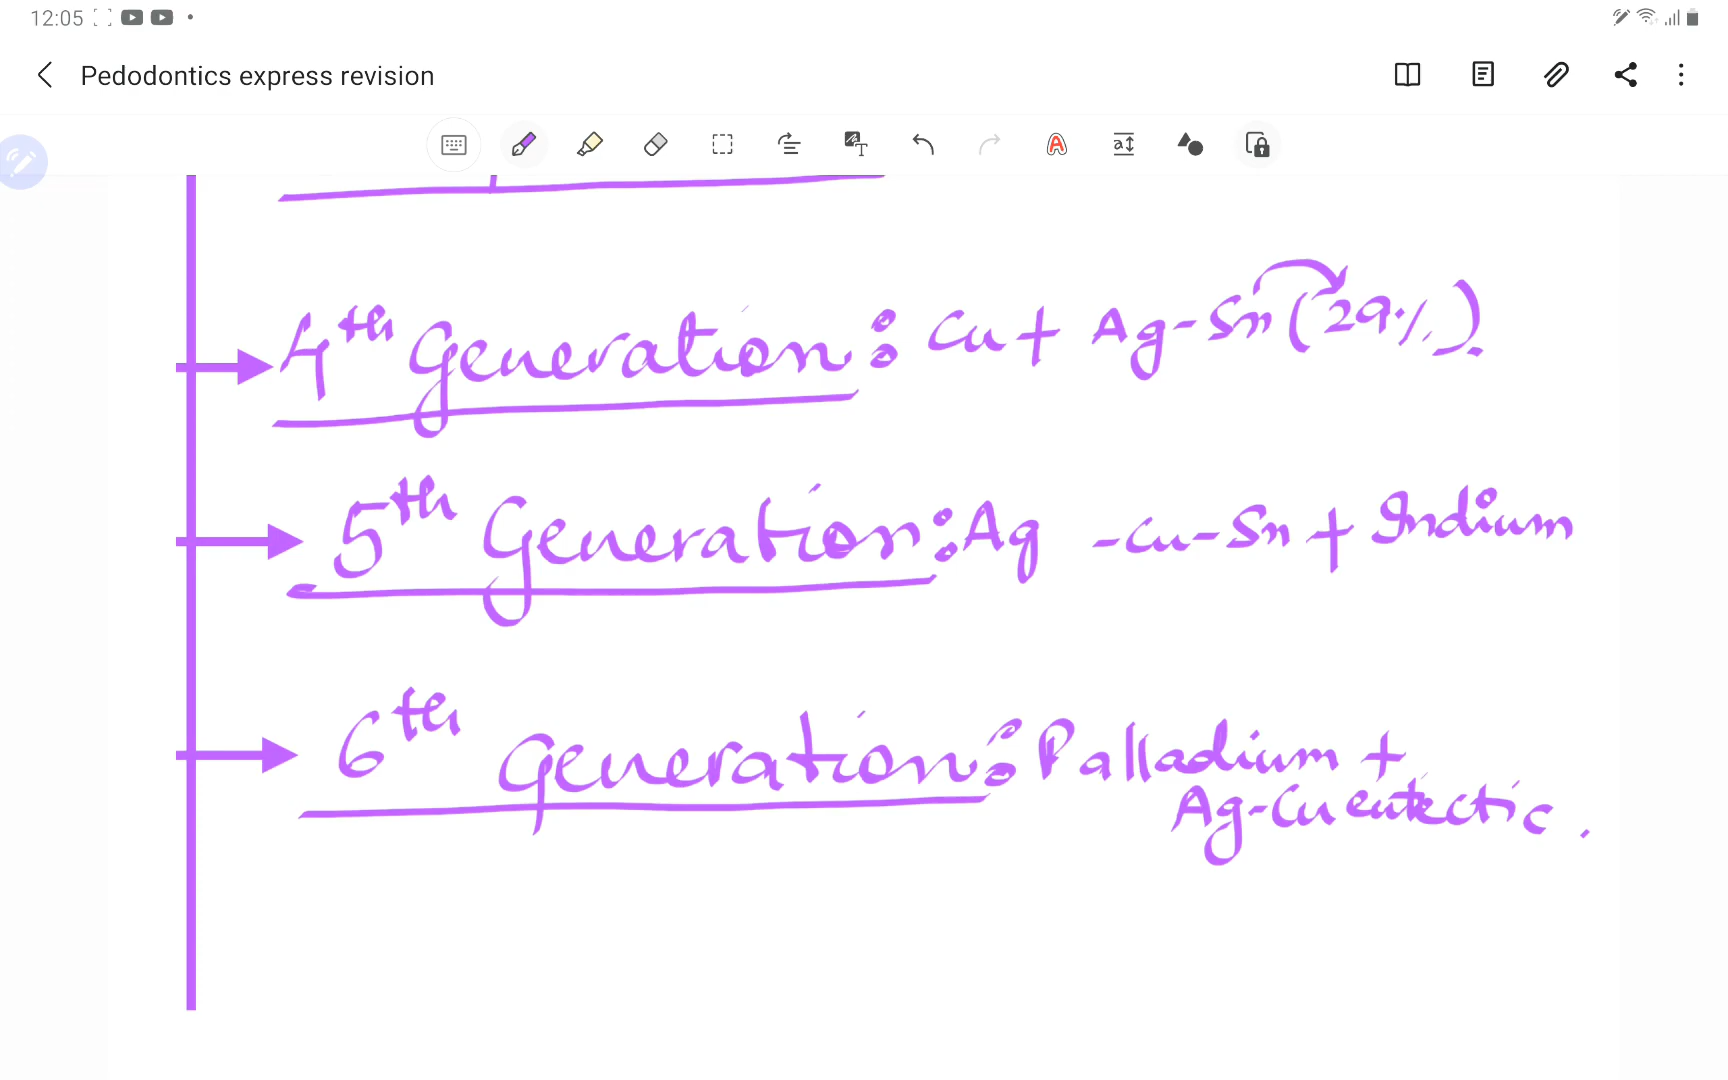 12:05
Pedodontics express revision
4th Generation: Cu + Ag-Sn (29%).
5th Generation: Ag -Cu-Sn + Indium
6th Generation: Palladium +
Ag-Cu eutectic.